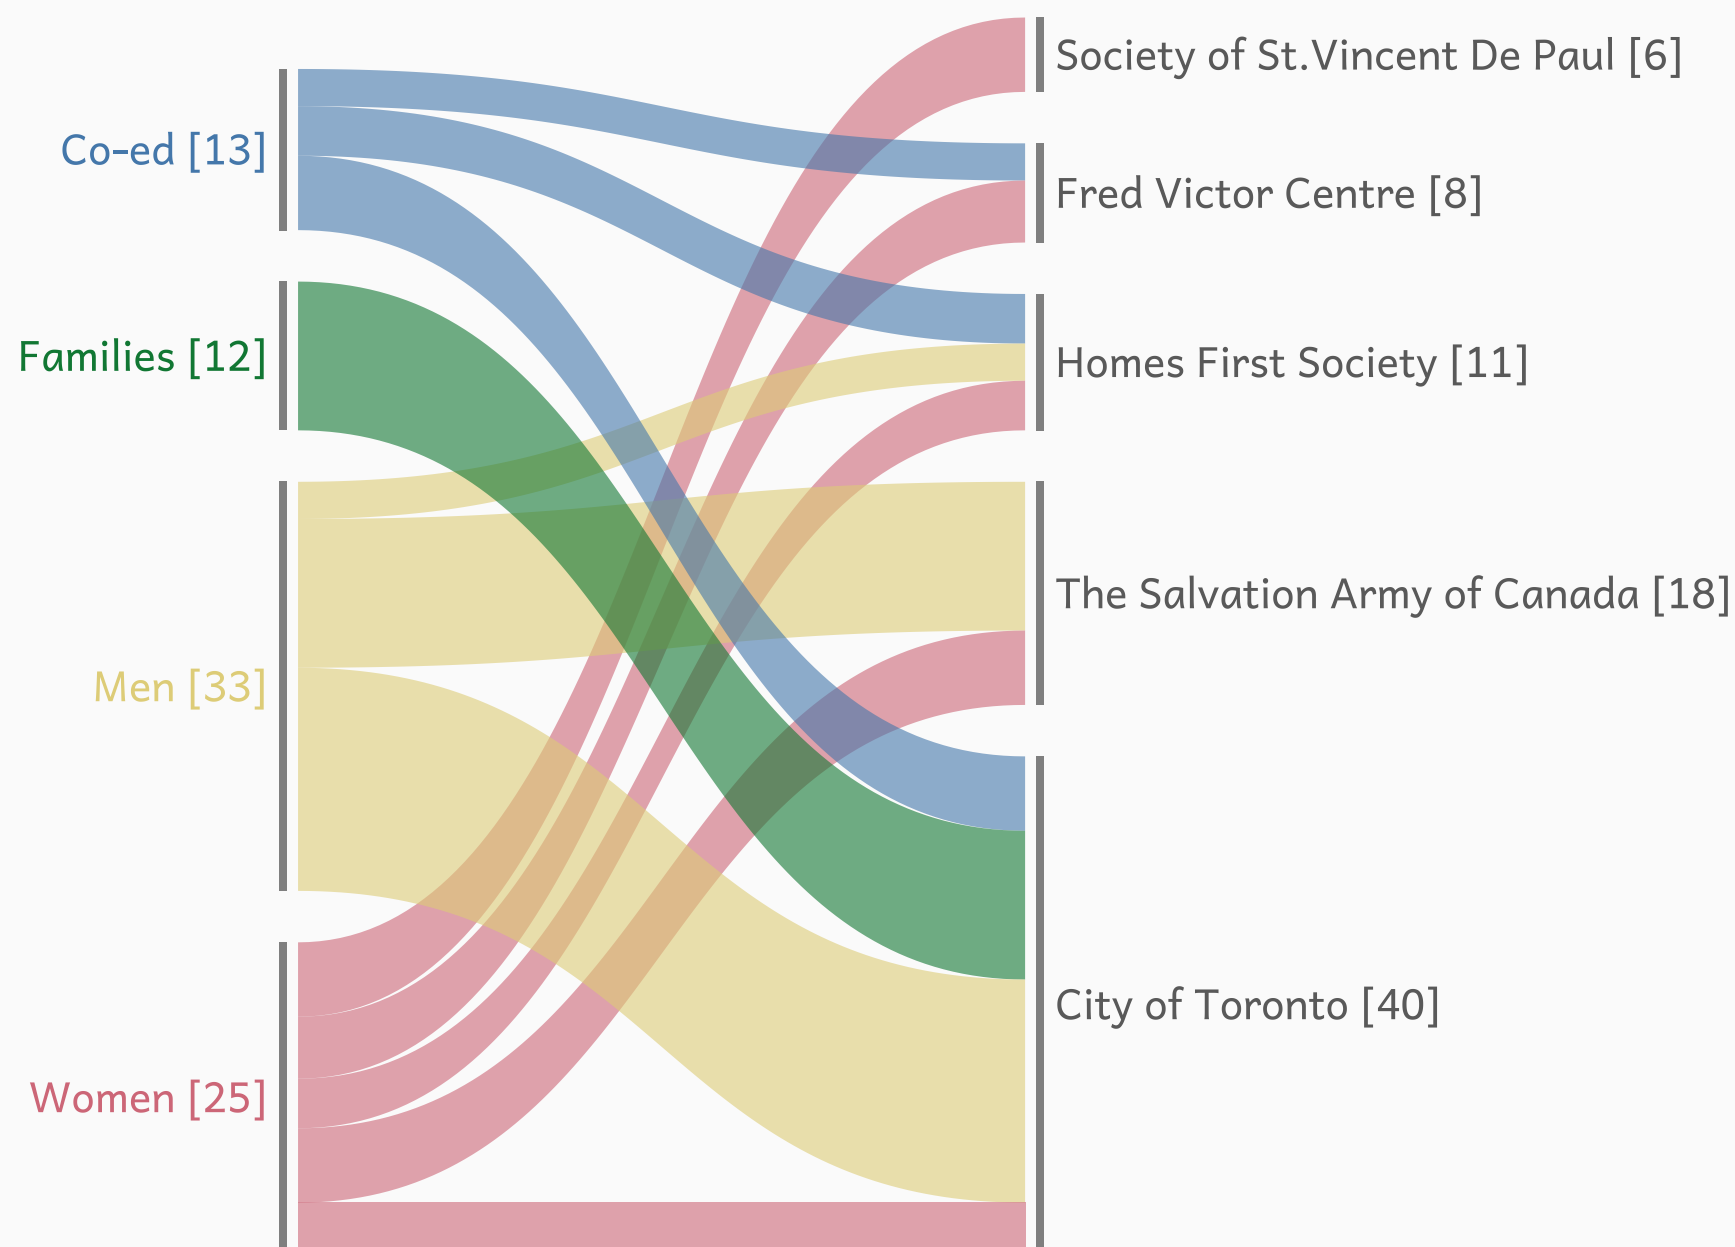 Co-ed [13]
Families [12]
Men [33]
Women [25]
Society of St.Vincent De Paul [6]
Fred Victor Centre [8]
Homes First Society [11]
The Salvation Army of Canada [18]
City of Toronto [40]